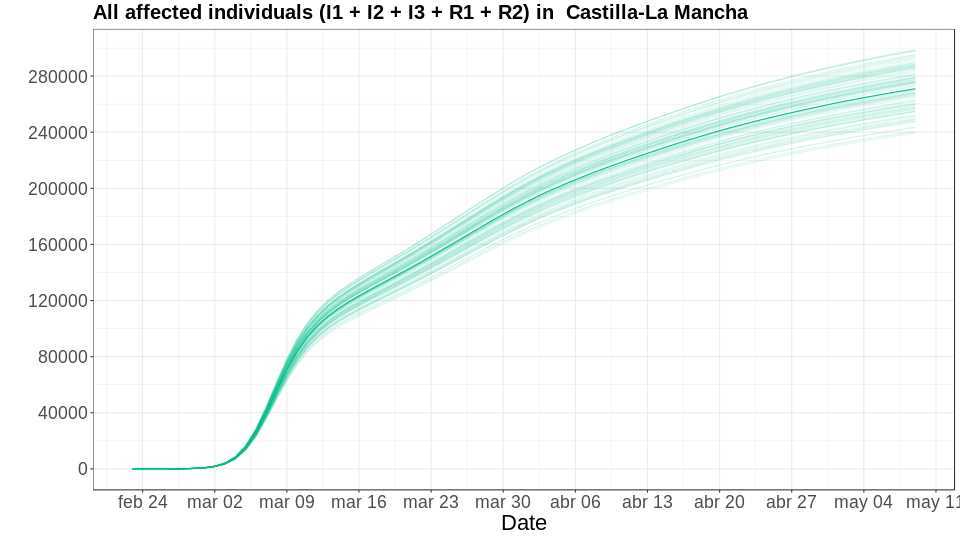 All affected individuals (I1 + I2 + I3 + R1 + R2) in  Castilla-La Mancha
280000
240000
200000
160000
120000
80000
40000
0
feb 24 mar 02 mar 09 mar 16 mar 23 mar 30 abr 06 abr 13 abr 20 abr 27 may 04 may 11
Date